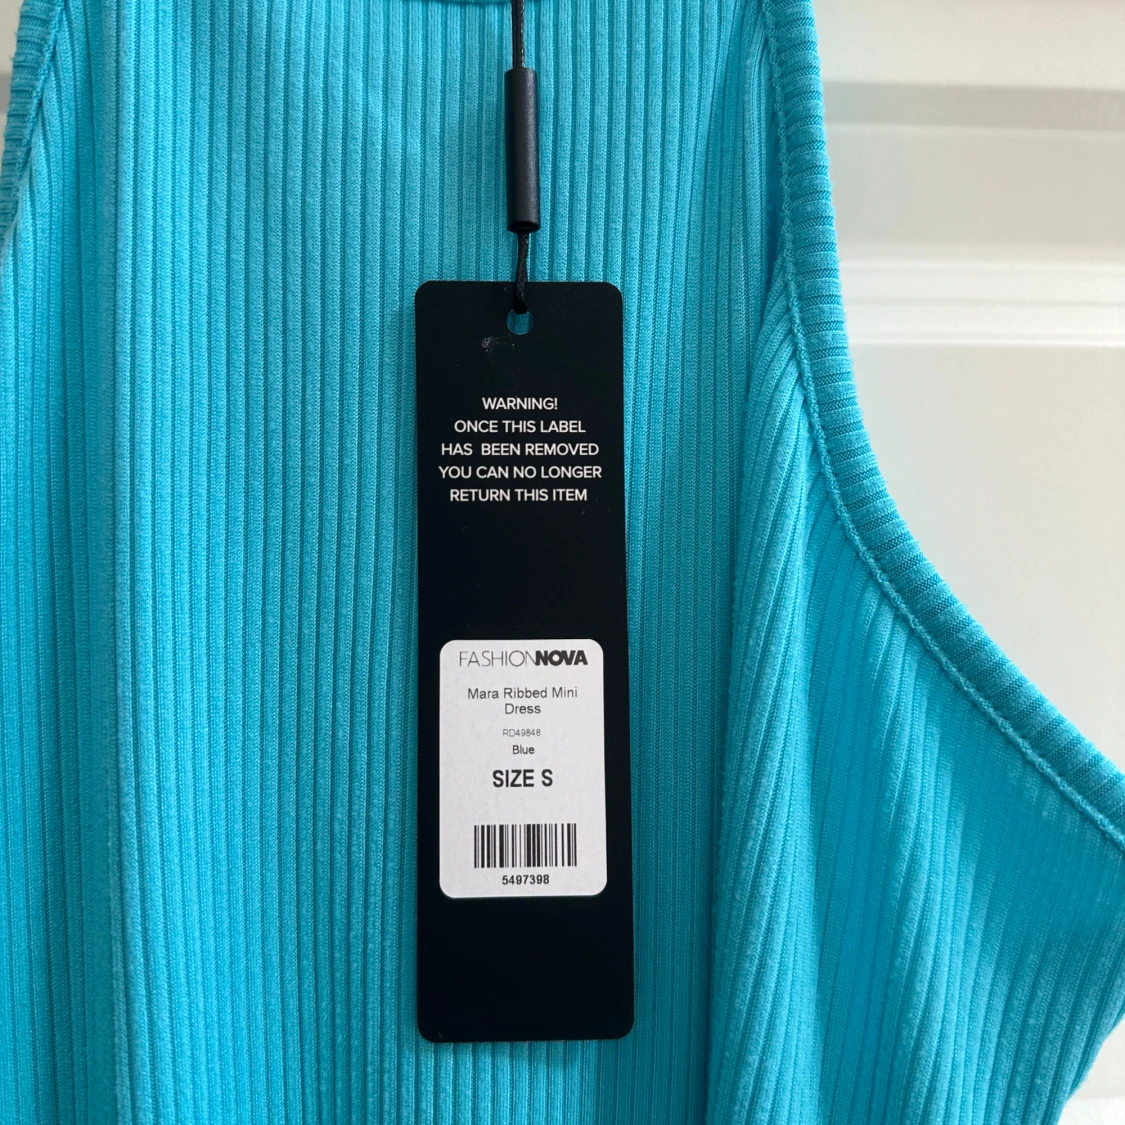 WARNING!
ONCE THIS LABEL
HAS BEEN REMOVED
YOU CAN NO LONGER
RETURN THIS ITEM
FASHIONNOVA
Mara Ribbed Mini
Dress
RD49848
Blue
SIZE S
5497398